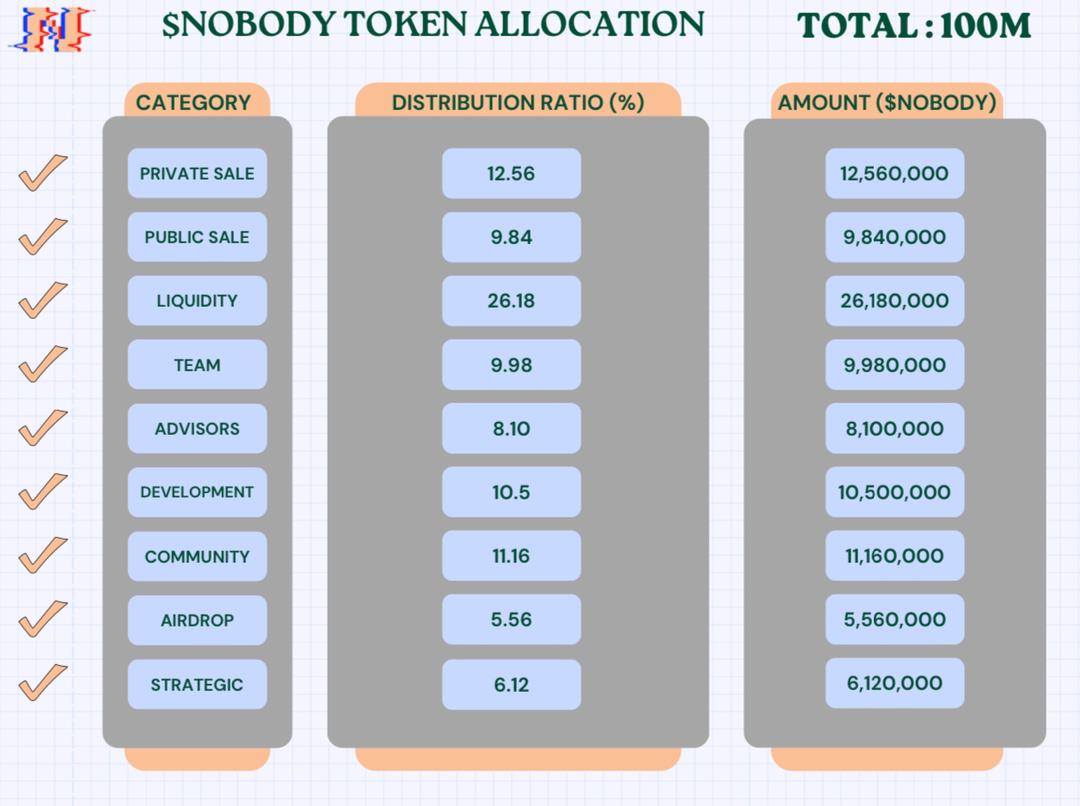 $NOBODY TOKEN ALLOCATION TOTAL : 100M
CATEGORY DISTRIBUTION RATIO (%) AMOUNT ($NOBODY)
PRIVATE SALE 12.56 12,560,000
PUBLIC SALE 9.84 9,840,000
LIQUIDITY 26.18 26,180,000
TEAM 9.98 9,980,000
ADVISORS 8.10 8,100,000
DEVELOPMENT 10.5 10,500,000
COMMUNITY 11.16 11,160,000
AIRDROP 5.56 5,560,000
STRATEGIC 6.12 6,120,000